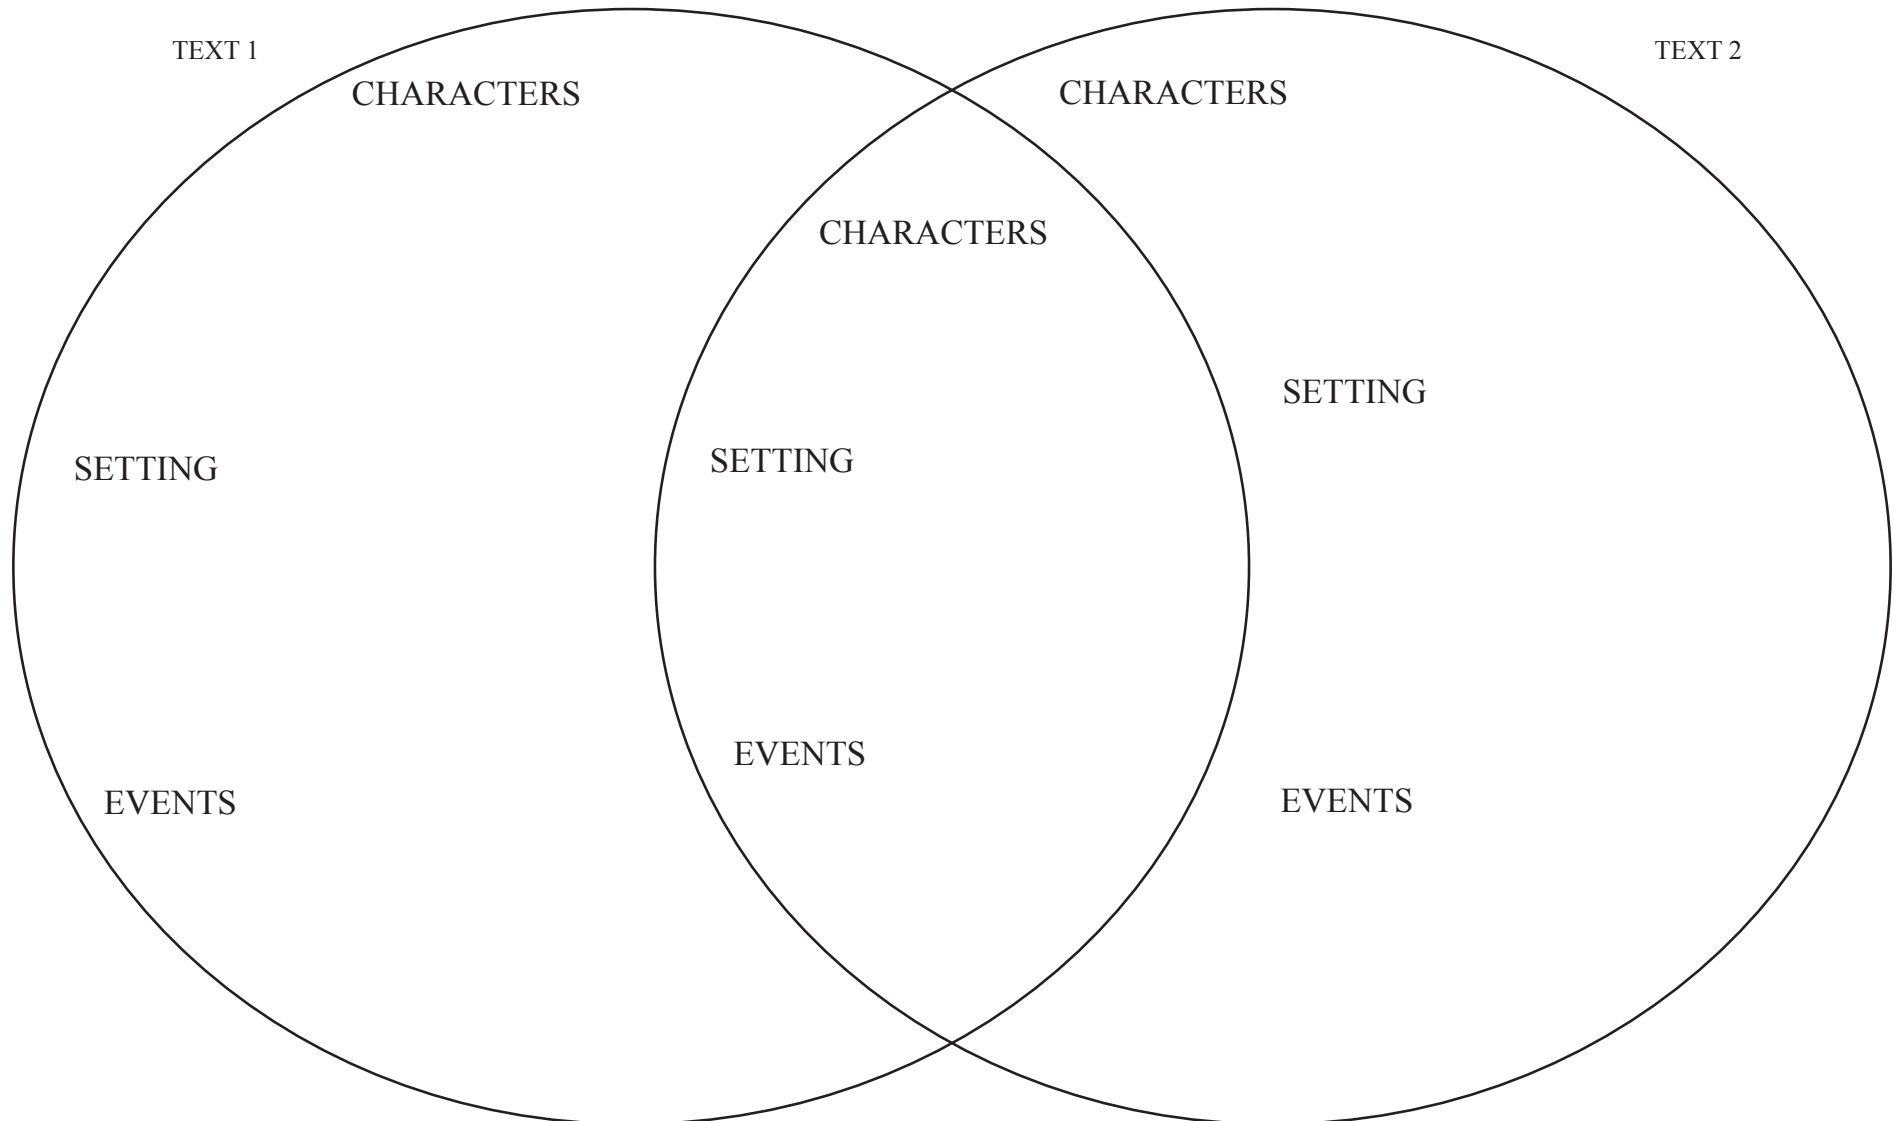 TEXT 1
TEXT 2
CHARACTERS
CHARACTERS
CHARACTERS
SETTING
SETTING
SETTING
EVENTS
EVENTS
EVENTS